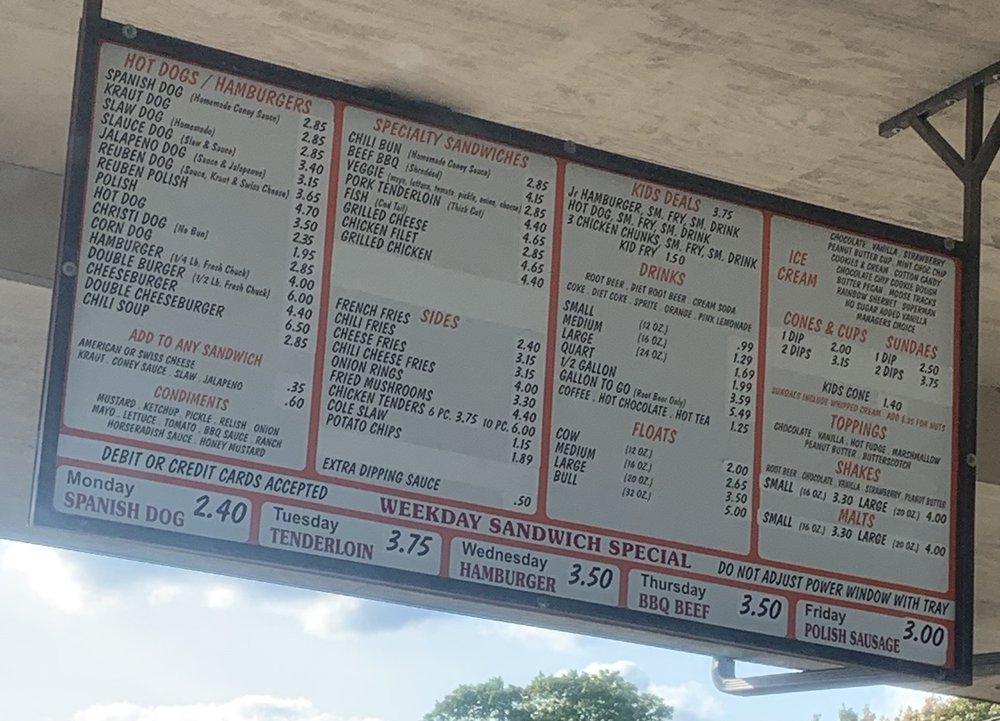 HOT DOGS / HAMBURGERS
SPANISH DOG (Homemade Coney Sauce) 2.85
KRAUT DOG 2.85
SLAW DOG (Homemade) 2.85
SLAUCE DOG (Slaw & Sauce) 3.40
JALAPENO DOG (Sauce & Jalapenos) 3.15
REUBEN DOG (Sauce, Kraut & Swiss Cheese) 3.65
REUBEN POLISH 4.70
POLISH 3.50
HOT DOG 2.35
CHRISTI DOG (No Bun) 1.95
CORN DOG 2.85
HAMBURGER (1/4 Lb. Fresh Chuck) 4.00
DOUBLE BURGER (1/2 Lb. Fresh Chuck) 6.00
CHEESEBURGER 4.40
DOUBLE CHEESEBURGER 6.50
CHILI SOUP 2.85
ADD TO ANY SANDWICH
AMERICAN OR SWISS CHEESE .35
KRAUT . CONEY SAUCE . SLAW . JALAPENO .60
CONDIMENTS
MUSTARD . KETCHUP . PICKLE . RELISH . ONION
MAYO . LETTUCE . TOMATO . BBQ SAUCE . RANCH
HORSERADISH SAUCE . HONEY MUSTARD
SPECIALTY SANDWICHES
CHILI BUN (Homemade Coney Sauce) 2.85
BEEF BBQ (Shredded) 4.15
VEGGIE (mayo, lettuce, tomato, pickle, onion, cheese) 2.85
PORK TENDERLOIN (Thick Cut) 4.40
FISH (Cod Tail) 4.65
GRILLED CHEESE 2.85
CHICKEN FILET 4.65
GRILLED CHICKEN 4.40
SIDES
FRENCH FRIES 2.40
CHILI FRIES 3.15
CHEESE FRIES 3.15
CHILI CHEESE FRIES 4.00
ONION RINGS 3.30
FRIED MUSHROOMS 4.40
CHICKEN TENDERS 6 PC. 3.75 10 PC. 6.00
COLE SLAW 1.15
POTATO CHIPS 1.89
EXTRA DIPPING SAUCE .50
KIDS DEALS 3.75
Jr HAMBURGER, SM. FRY, SM. DRINK
HOT DOG, SM. FRY, SM. DRINK
3 CHICKEN CHUNKS, SM. FRY, SM. DRINK
KID FRY 1.50
DRINKS
ROOT BEER . DIET ROOT BEER . CREAM SODA
COKE . DIET COKE . SPRITE . ORANGE . PINK LEMONADE
SMALL (12 OZ.) .99
MEDIUM (16 OZ.) 1.29
LARGE (24 OZ.) 1.69
QUART 1.99
1/2 GALLON 3.59
GALLON TO GO (Root Beer Only) 5.49
COFFEE . HOT CHOCOLATE . HOT TEA 1.25
FLOATS
COW (12 OZ.) 2.00
MEDIUM (16 OZ.) 2.65
LARGE (20 OZ.) 3.50
BULL (32 OZ.) 5.00
ICE CREAM
CHOCOLATE . VANILLA . STRAWBERRY
PEANUT BUTTER CUP . MINT CHOC CHIP
COOKIES & CREAM . COTTON CANDY
CHOCOLATE CHIP COOKIE DOUGH
BUTTER PECAN . MOOSE TRACKS
RAINBOW SHERBET . SUPERMAN
NO SUGAR ADDED VANILLA
MANAGERS CHOICE
CONES & CUPS
1 DIP 2.00
2 DIPS 3.15
SUNDAES
1 DIP 2.50
2 DIPS 3.75
KIDS CONE 1.40
SUNDAES INCLUDE WHIPPED CREAM
TOPPINGS
CHOCOLATE . VANILLA . HOT FUDGE . MARSHMALLOW
PEANUT BUTTER . BUTTERSCOTCH
SHAKES
ROOT BEER . CHOCOLATE . VANILLA . STRAWBERRY . PEANUT BUTTER
SMALL (16 OZ.) 3.30 LARGE (20 OZ.) 4.00
MALTS
SMALL (16 OZ.) 3.30 LARGE (20 OZ.) 4.00
DEBIT OR CREDIT CARDS ACCEPTED
WEEKDAY SANDWICH SPECIAL
DO NOT ADJUST POWER WINDOW WITH TRAY
Monday
SPANISH DOG 2.40
Tuesday
TENDERLOIN 3.75
Wednesday
HAMBURGER 3.50
Thursday
BBQ BEEF 3.50
Friday
POLISH SAUSAGE 3.00